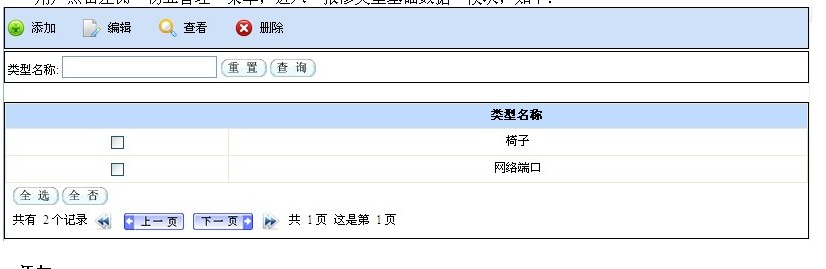 添加 编辑 查看 删除
类型名称: 重 置 查 询
类型名称
椅子
网络端口
全 选 全 否
共有 2个记录 上一页 下一页 共 1页 这是第 1页